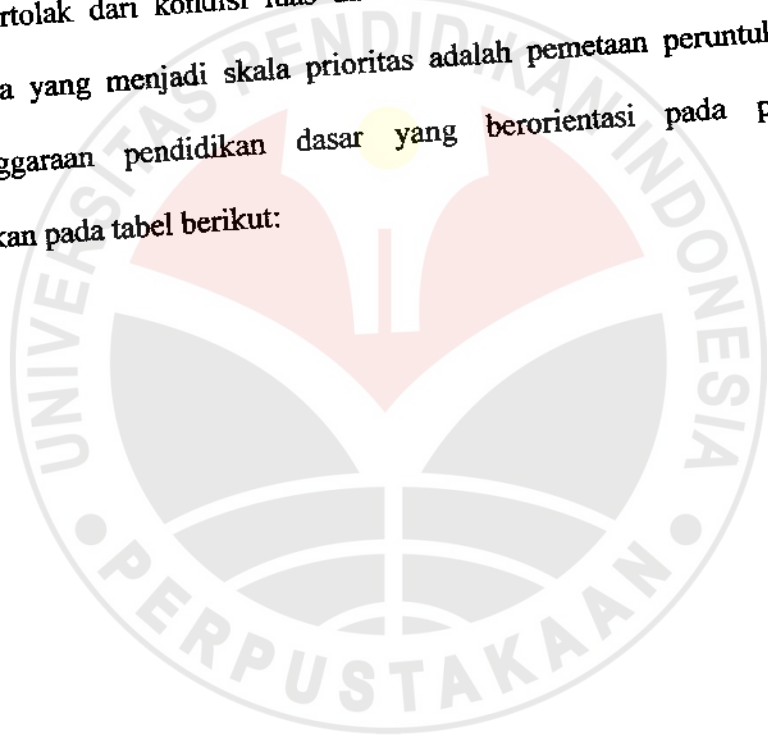 rtolak dari kondisi luas
a yang menjadi skala prioritas adalah pemetaan peruntuk
ggaraan pendidikan dasar yang berorientasi pada p
kan pada tabel berikut:
UNIVERSITAS PENDIDIKAN INDONESIA
PERPUSTAKAAN